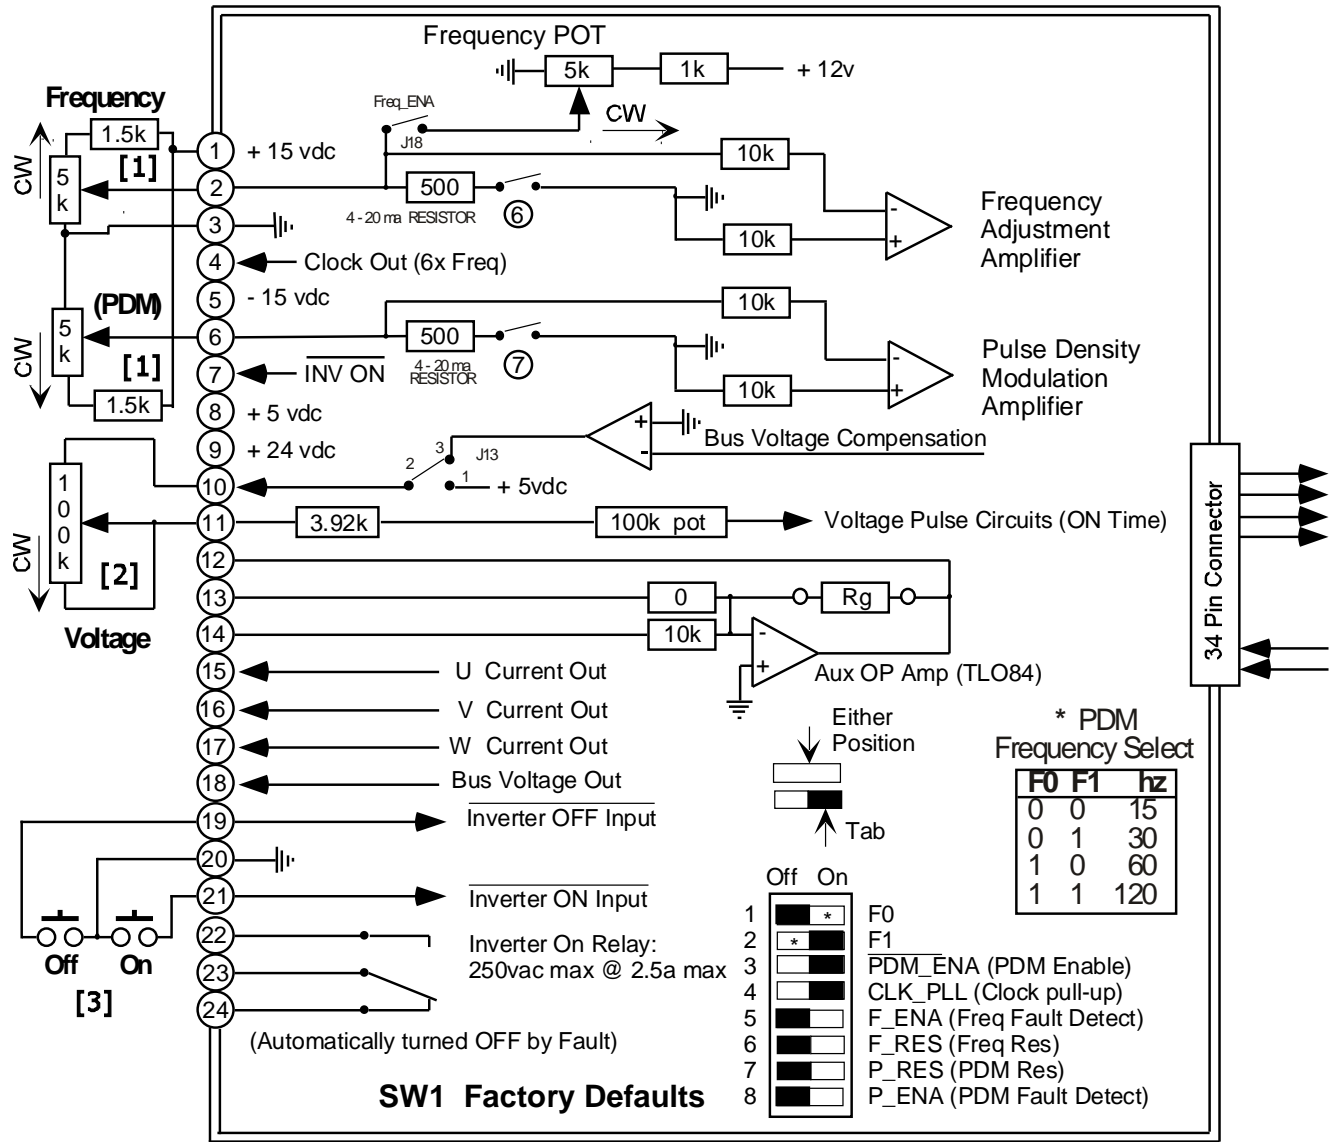 Frequency POT
5k
1k
+ 12v
Frequency
Freq_ENA
CW
J18
1.5k
[1]
CW
5
k
1
+ 15 vdc
10k
2
500
4 - 20 ma RESISTOR
6
-
+
Frequency
Adjustment
Amplifier
3
10k
4
Clock Out (6x Freq)
5
- 15 vdc
(PDM)
5
k
CW
[1]
1.5k
6
500
4 - 20 ma
RESISTOR
7
10k
-
+
10k
Pulse Density
Modulation
Amplifier
7
INV ON
8
+ 5 vdc
9
+ 24 vdc
+
-
Bus Voltage Compensation
3
J13
2
1
+ 5vdc
10
1
0
0
k
CW
[2]
Voltage
11
3.92k
100k pot
Voltage Pulse Circuits (ON Time)
34 Pin Connector
12
13
0
Rg
14
10k
-
+
Aux OP Amp (TLO84)
15
U Current Out
16
V Current Out
17
W Current Out
18
Bus Voltage Out
Either
Position
Tab
* PDM
Frequency Select
F0 F1 hz
0 0 15
0 1 30
1 0 60
1 1 120
19
Inverter OFF Input
20
21
Inverter ON Input
Off
On
[3]
22
23
24
Inverter On Relay:
250vac max @ 2.5a max
(Automatically turned OFF by Fault)
Off On
1 * F0
2 * F1
3 PDM_ENA (PDM Enable)
4 CLK_PLL (Clock pull-up)
5 F_ENA (Freq Fault Detect)
6 F_RES (Freq Res)
7 P_RES (PDM Res)
8 P_ENA (PDM Fault Detect)
SW1 Factory Defaults